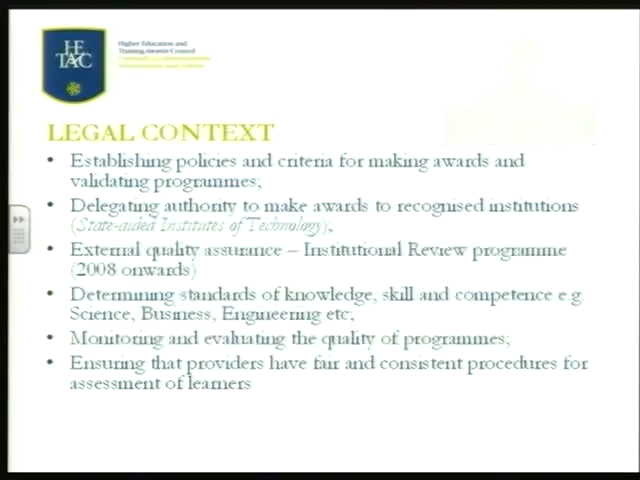 HE
TAC
Higher Education and
Training Awards Council
LEGAL CONTEXT
• Establishing policies and criteria for making awards and
validating programmes;
• Delegating authority to make awards to recognised institutions
(State-aided Institutes of Technology);
• External quality assurance – Institutional Review programme
(2008 onwards)
• Determining standards of knowledge, skill and competence e.g.
Science, Business, Engineering etc;
• Monitoring and evaluating the quality of programmes;
• Ensuring that providers have fair and consistent procedures for
assessment of learners